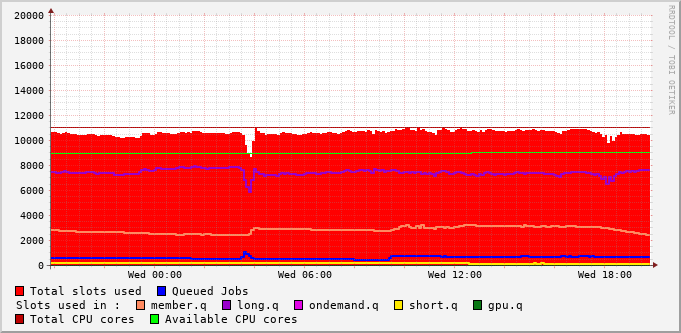 RRDTOOL / TOBI OETIKER
20000
18000
16000
14000
12000
10000
8000
6000
4000
2000
0
Wed 00:00 Wed 06:00 Wed 12:00 Wed 18:00
Total slots used Queued Jobs
Slots used in : member.q long.q ondemand.q short.q gpu.q
Total CPU cores Available CPU cores